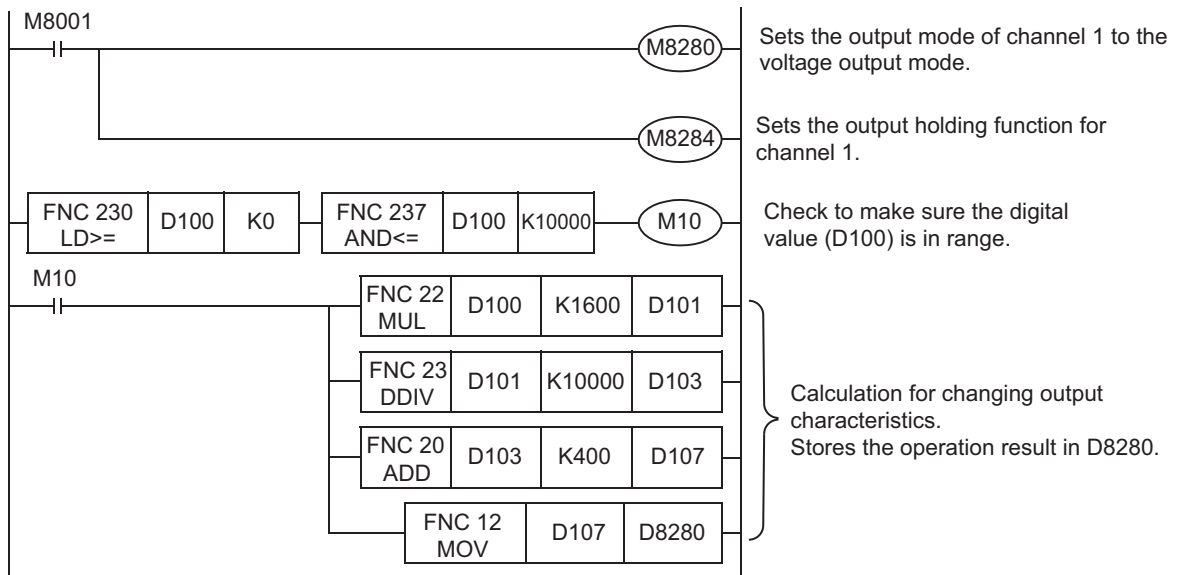 M8001
M8280
Sets the output mode of channel 1 to the
voltage output mode.
M8284
Sets the output holding function for
channel 1.
FNC 230
LD>=
D100
K0
FNC 237
AND<=
D100
K10000
M10
Check to make sure the digital
value (D100) is in range.
M10
FNC 22
MUL
D100
K1600
D101
FNC 23
DDIV
D101
K10000
D103
FNC 20
ADD
D103
K400
D107
FNC 12
MOV
D107
D8280
Calculation for changing output
characteristics.
Stores the operation result in D8280.